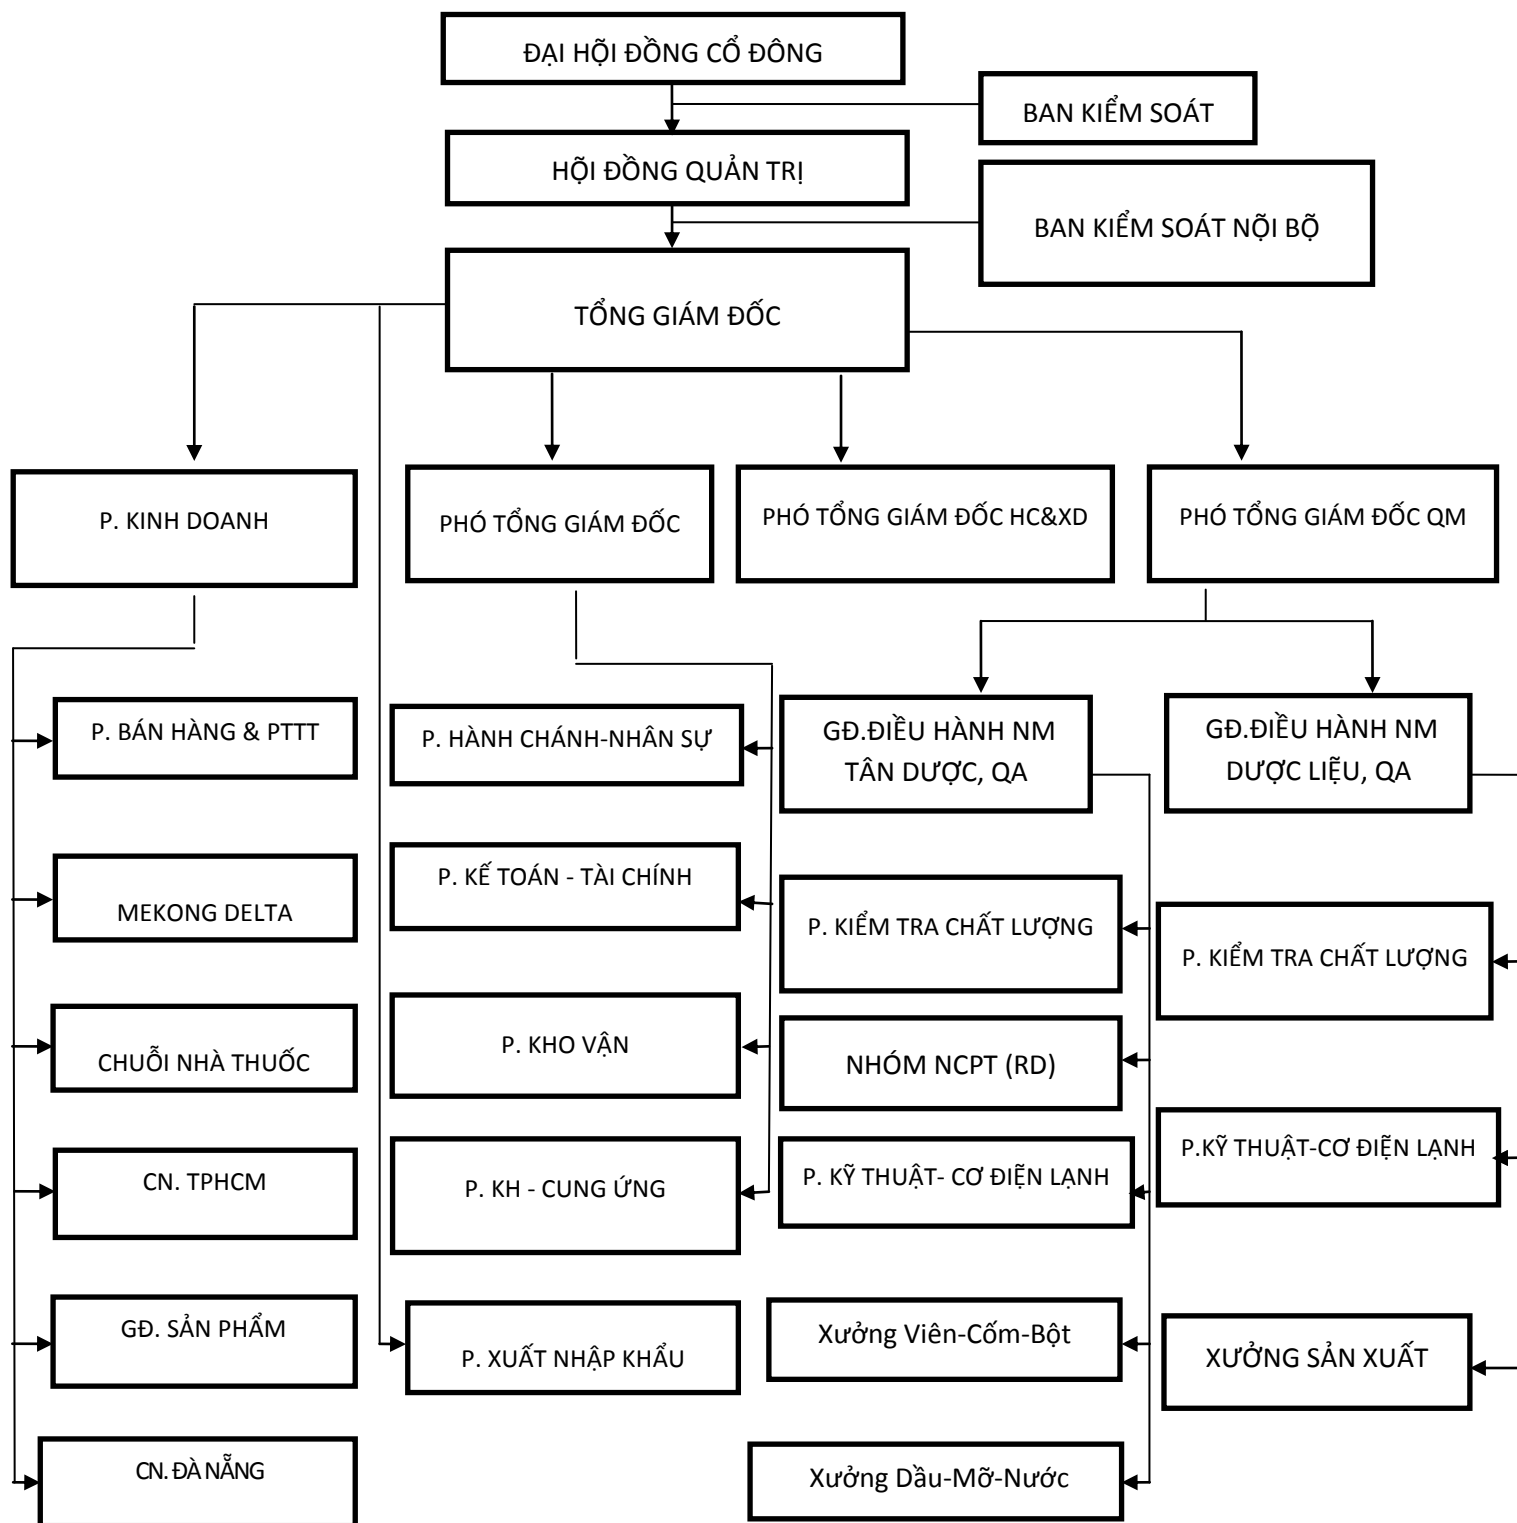 ĐẠI HỘI ĐỒNG CỔ ĐÔNG
BAN KIỂM SOÁT
HỘI ĐỒNG QUẢN TRỊ
BAN KIỂM SOÁT NỘI BỘ
TỔNG GIÁM ĐỐC
P. KINH DOANH
PHÓ TỔNG GIÁM ĐỐC
PHÓ TỔNG GIÁM ĐỐC HC&XD
PHÓ TỔNG GIÁM ĐỐC QM
P. BÁN HÀNG & PTTT
MEKONG DELTA
CHUỖI NHÀ THUỐC
CN. TPHCM
GĐ. SẢN PHẨM
CN. ĐÀ NẴNG
P. HÀNH CHÁNH-NHÂN SỰ
P. KẾ TOÁN - TÀI CHÍNH
P. KHO VẬN
P. KH - CUNG ỨNG
P. XUẤT NHẬP KHẨU
GĐ.ĐIỀU HÀNH NM
TÂN DƯỢC, QA
P. KIỂM TRA CHẤT LƯỢNG
NHÓM NCPT (RD)
P. KỸ THUẬT- CƠ ĐIỆN LẠNH
Xưởng Viên-Cốm-Bột
Xưởng Dầu-Mỡ-Nước
GĐ.ĐIỀU HÀNH NM
DƯỢC LIỆU, QA
P. KIỂM TRA CHẤT LƯỢNG
P.KỸ THUẬT-CƠ ĐIỆN LẠNH
XƯỞNG SẢN XUẤT